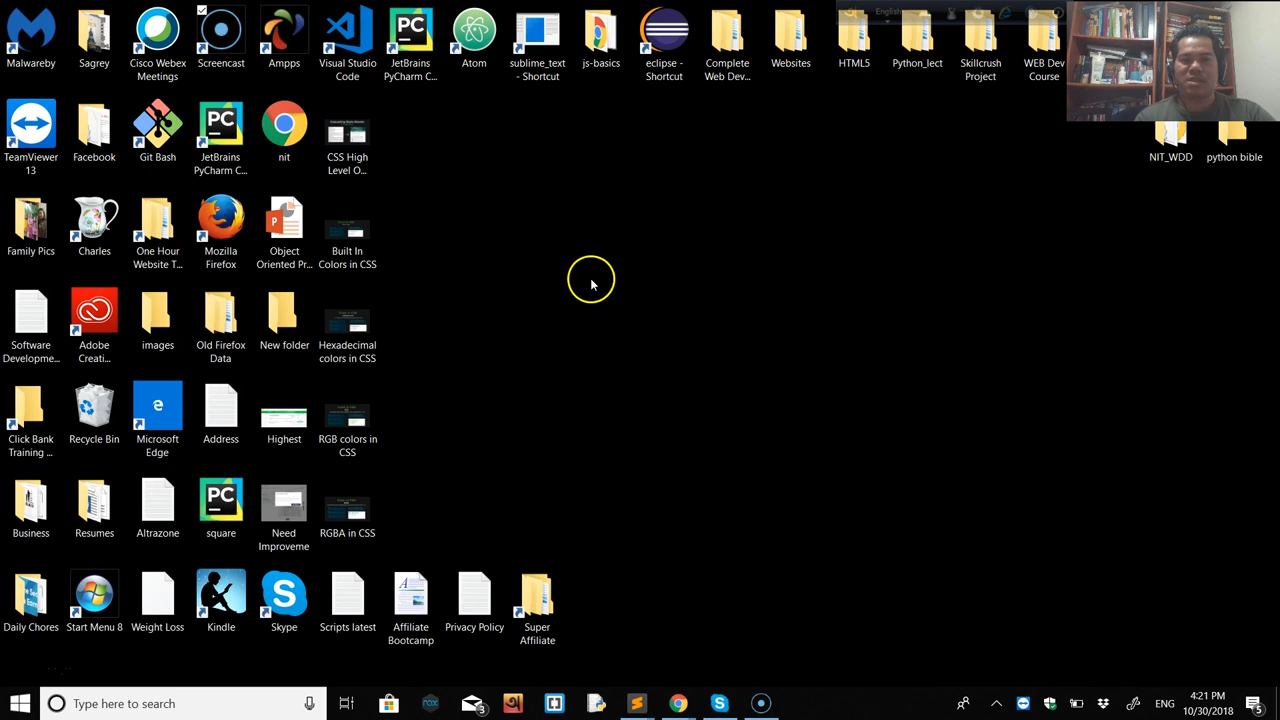 English
Malwareby
Sagrey
Cisco Webex
Meetings
Screencast
Ampps
Visual Studio
Code
JetBrains
PyCharm C...
Atom
sublime_text
- Shortcut
js-basics
eclipse -
Shortcut
Complete
Web Dev...
Websites
HTML5
Python_lect
Skillcrush
Project
WEB Dev
Course
TeamViewer
13
Facebook
Git Bash
JetBrains
PyCharm C...
nit
CSS High
Level O...
NIT_WDD
python bible
Family Pics
Charles
One Hour
Website T...
Mozilla
Firefox
Object
Oriented Pr...
Built In
Colors in CSS
Software
Developme...
Adobe
Creati...
images
Old Firefox
Data
New folder
Hexadecimal
colors in CSS
Click Bank
Training ...
Recycle Bin
Microsoft
Edge
Address
Highest
RGB colors in
CSS
Business
Resumes
Altrazone
square
Need
Improveme
RGBA in CSS
Daily Chores
Start Menu 8
Weight Loss
Kindle
Skype
Scripts latest
Affiliate
Bootcamp
Privacy Policy
Super
Affiliate
Type here to search
nox
3
ENG
4:21 PM
10/30/2018
5